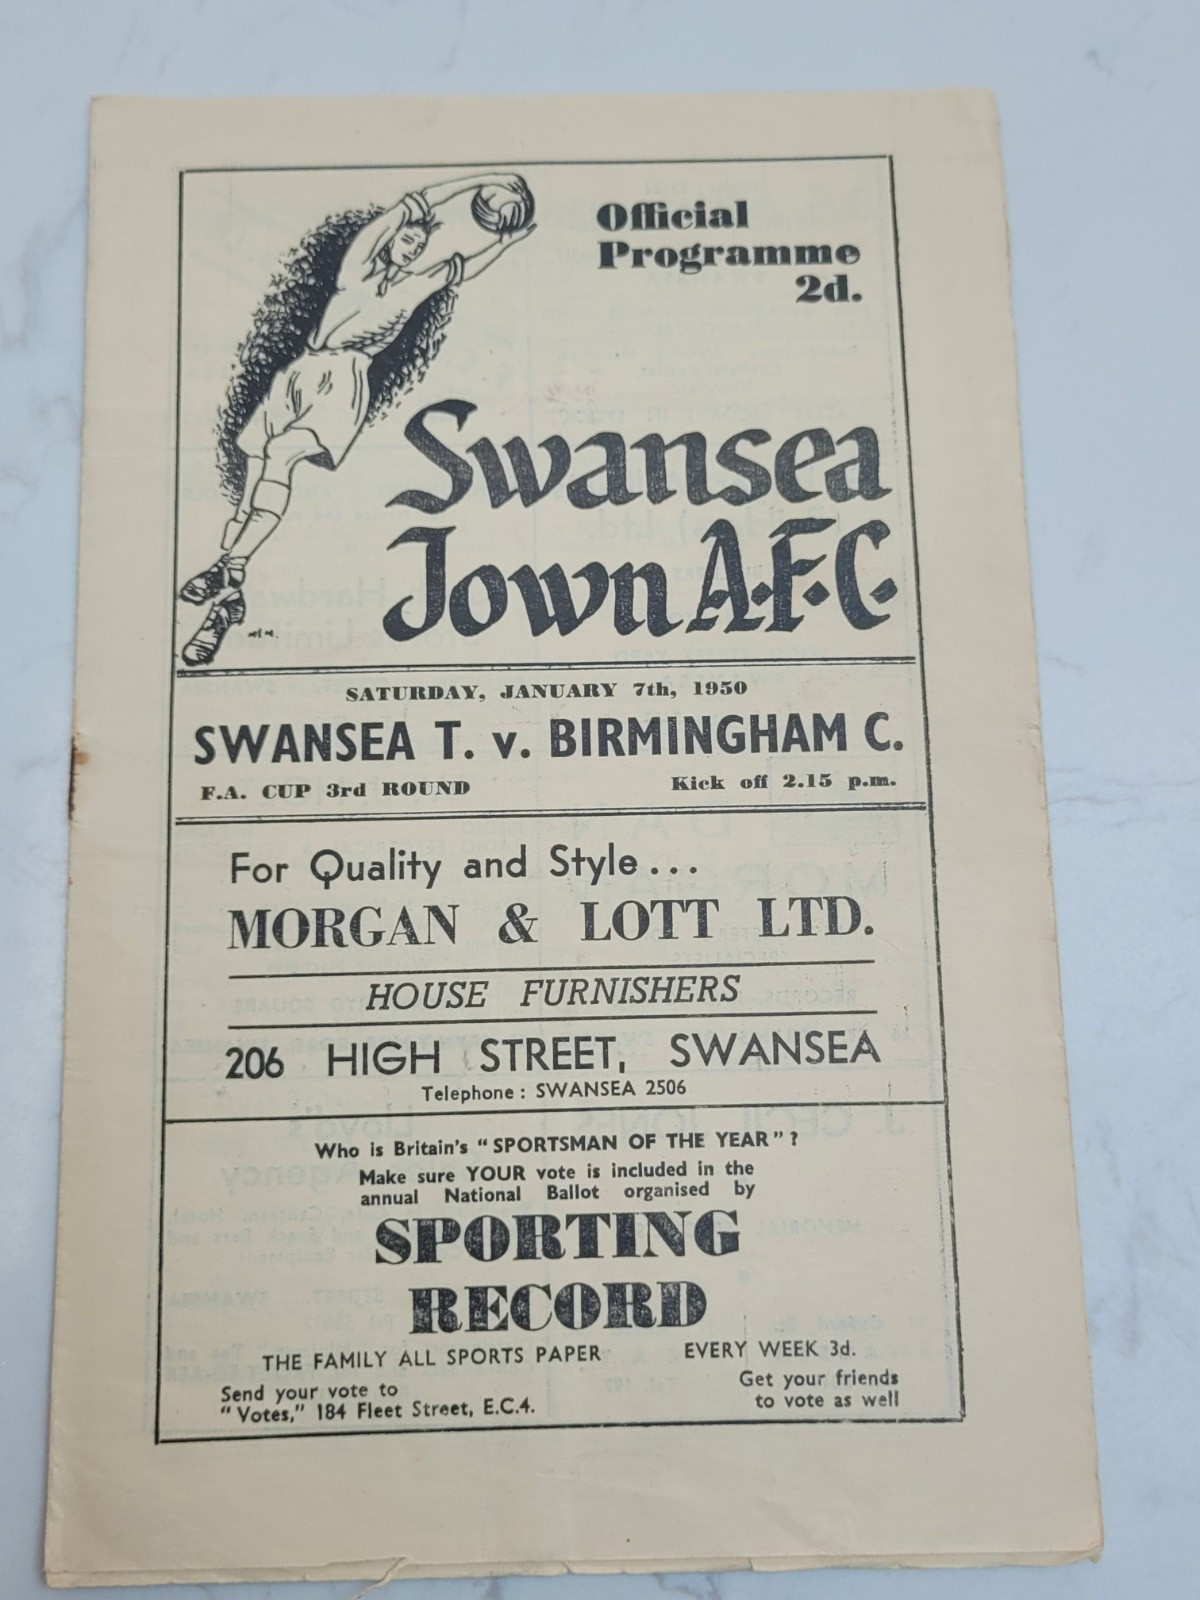 Official
Programme
2d.
Swansea
Town A.F.C.
SATURDAY, JANUARY 7th, 1950
SWANSEA T. v. BIRMINGHAM C.
F.A. CUP 3rd ROUND Kick off 2.15 p.m.
For Quality and Style...
MORGAN & LOTT LTD.
HOUSE FURNISHERS
206 HIGH STREET, SWANSEA
Telephone: SWANSEA 2506
Who is Britain's "SPORTSMAN OF THE YEAR"?
Make sure YOUR vote is included in the
annual National Ballot organised by
SPORTING
RECORD
THE FAMILY ALL SPORTS PAPER EVERY WEEK 3d.
Send your vote to
"Votes," 184 Fleet Street, E.C.4.
Get your friends
to vote as well